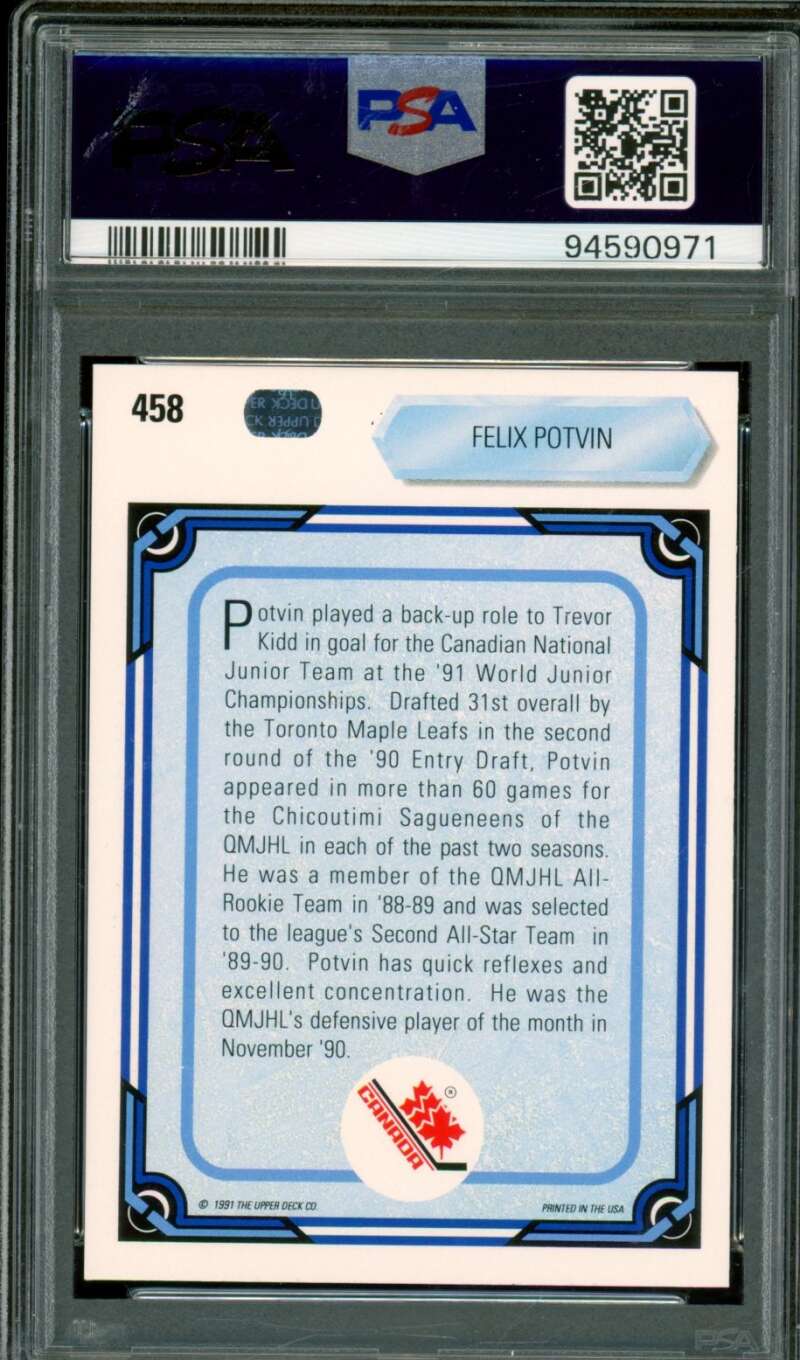 PSA
PSA
94590971
458
FELIX POTVIN
Potvin played a back-up role to Trevor
Kidd in goal for the Canadian National
Junior Team at the '91 World Junior
Championships. Drafted 31st overall by
the Toronto Maple Leafs in the second
round of the '90 Entry Draft, Potvin
appeared in more than 60 games for
the Chicoutimi Sagueneens of the
QMJHL in each of the past two seasons.
He was a member of the QMJHL All-
Rookie Team in '88-89 and was selected
to the league's Second All-Star Team in
'89-90. Potvin has quick reflexes and
excellent concentration. He was the
QMJHL's defensive player of the month in
November '90.
CANADA ®
© 1991 THE UPPER DECK CO.
PRINTED IN THE USA
PSA